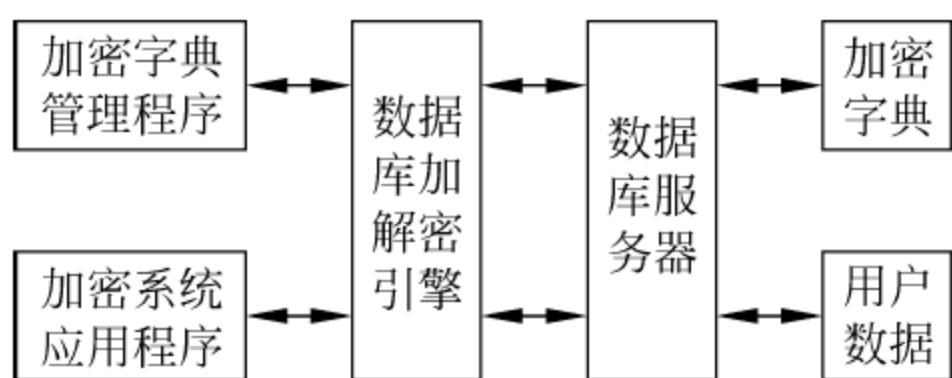 加密字典
管理程序
加密系统
应用程序
数据
库加
解密
引擎
数据
库服
务器
加密
字典
用户
数据